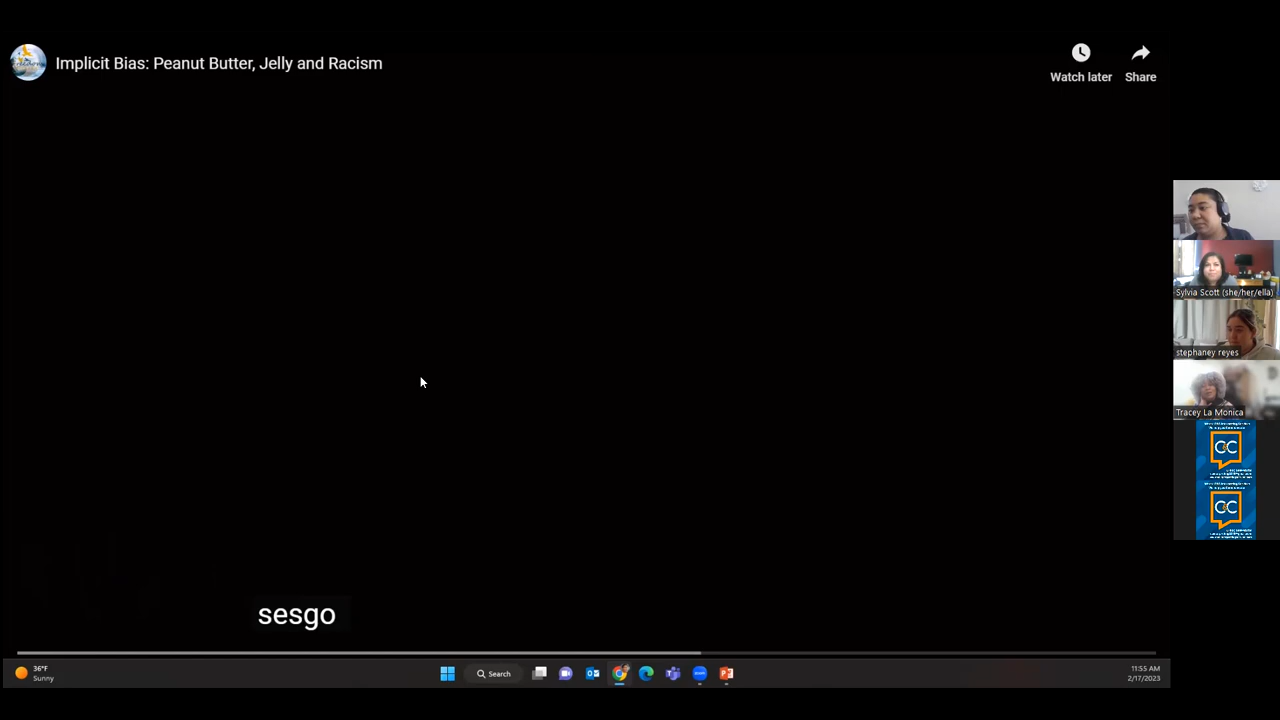 Implicit Bias: Peanut Butter, Jelly and Racism
Watch later
Share
Sylvia Scott (she/her/ella)
stephaney reyes
Tracey La Monica
C&C
C&C
sesgo
36°F
Sunny
Search
11:55 AM
2/17/2023